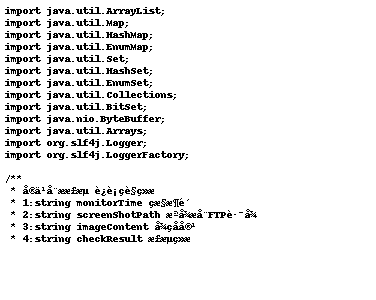 import java.util.ArrayList;
import java.util.Map;
import java.util.HashMap;
import java.util.EnumMap;
import java.util.Set;
import java.util.HashSet;
import java.util.EnumSet;
import java.util.Collections;
import java.util.BitSet;
import java.nio.ByteBuffer;
import java.util.Arrays;
import org.slf4j.Logger;
import org.slf4j.LoggerFactory;
/**
* å®ä¹å¨ææ£æµ è¿è¡çè§ç»æ
* 1:string monitorTime çæ§æ¶é´
* 2:string screenShotPath æªå¾æå¨FTPè·¯å¾
* 3:string imageContent å¾çåå®¹
* 4:string checkResult æ£æµç»æ